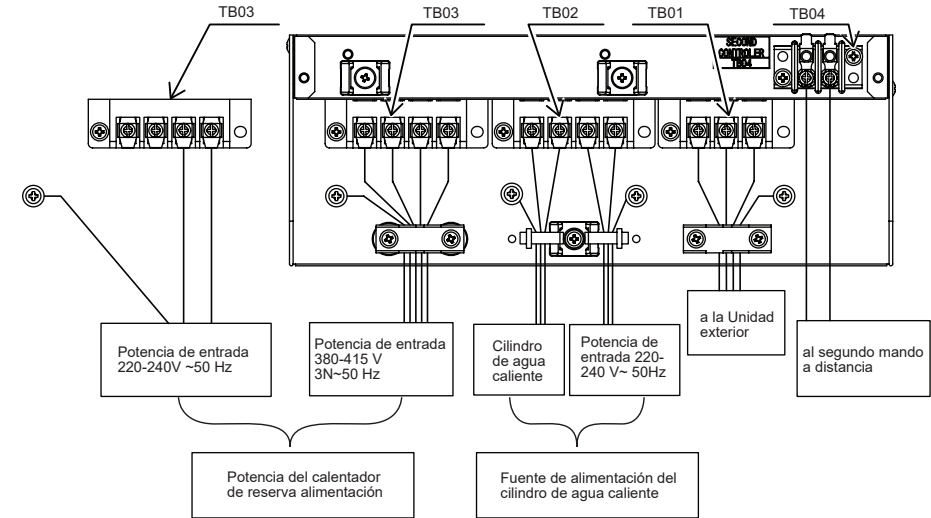 TB03
TB03
TB02
TB01
TB04
SECOND
CONTROLER
TB04
Potencia de entrada
220-240V ~50 Hz
Potencia de entrada
380-415 V
3N~50 Hz
Cilindro
de agua
caliente
Potencia de
entrada 220-
240 V~ 50Hz
a la Unidad
exterior
al segundo mando
a distancia
Potencia del calentador
de reserva alimentación
Fuente de alimentación del
cilindro de agua caliente